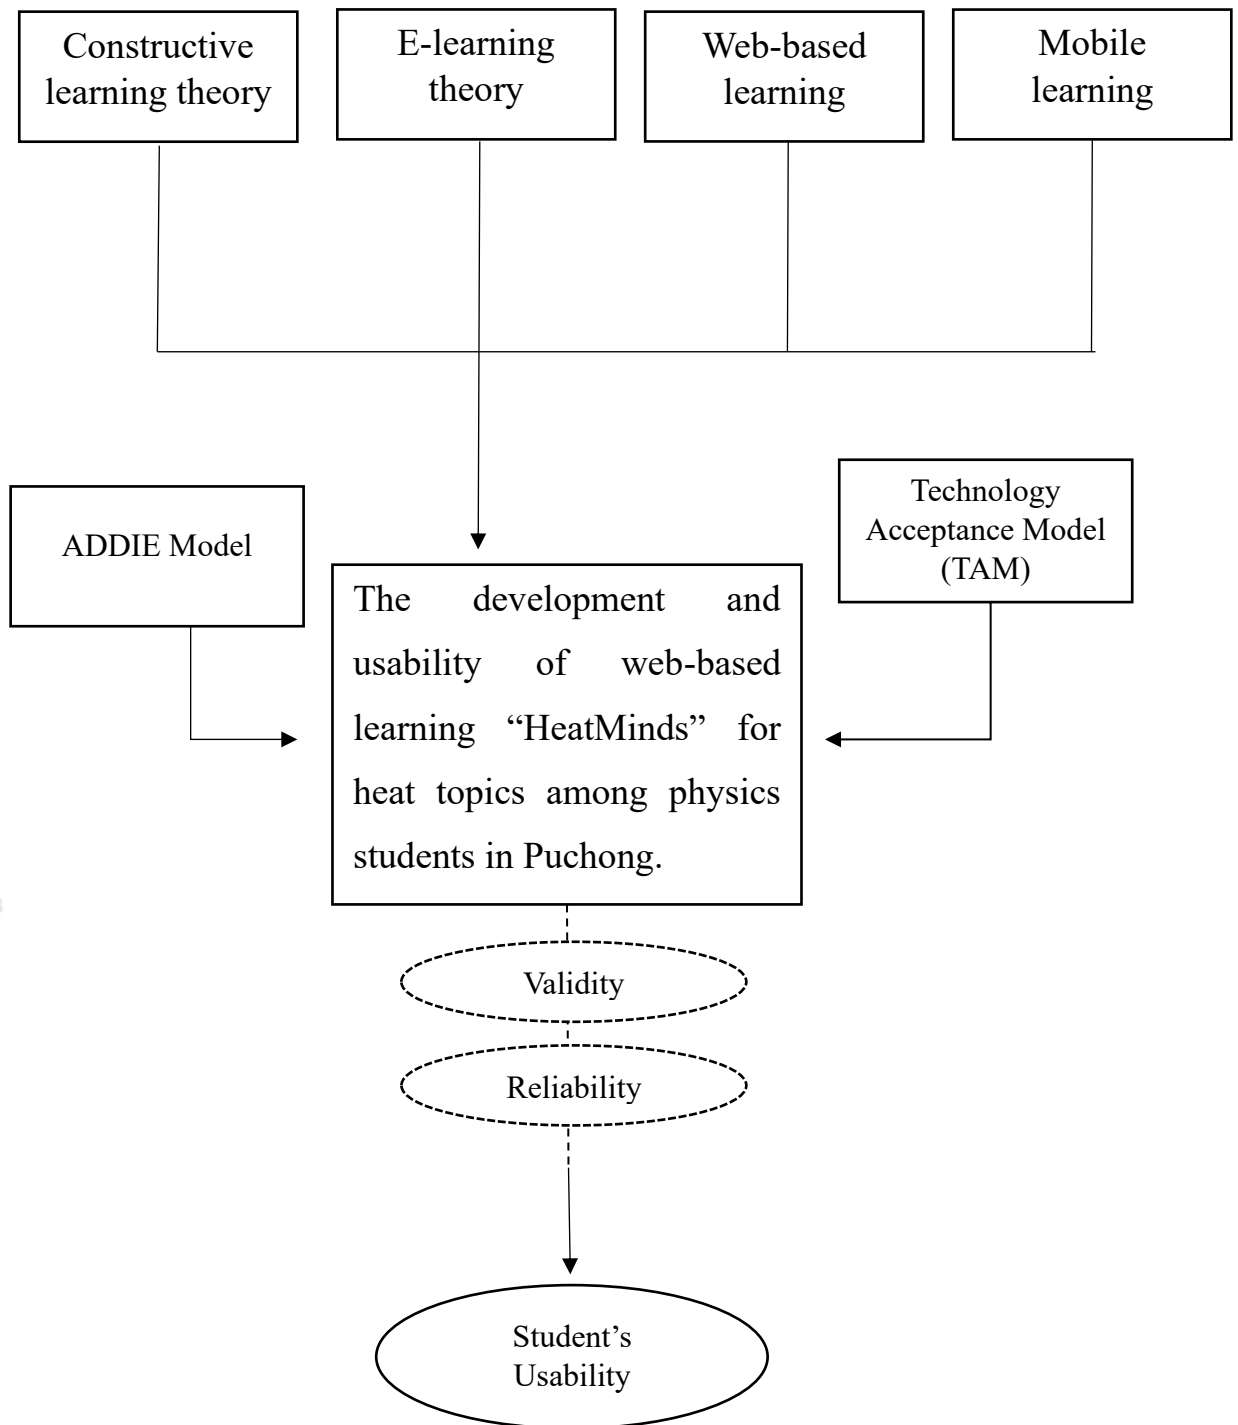 Constructive
learning theory
E-learning
theory
Web-based
learning
Mobile
learning
ADDIE Model
Technology
Acceptance Model
(TAM)
The development and
usability of web-based
learning “HeatMinds” for
heat topics among physics
students in Puchong.
Validity
Reliability
Student’s
Usability